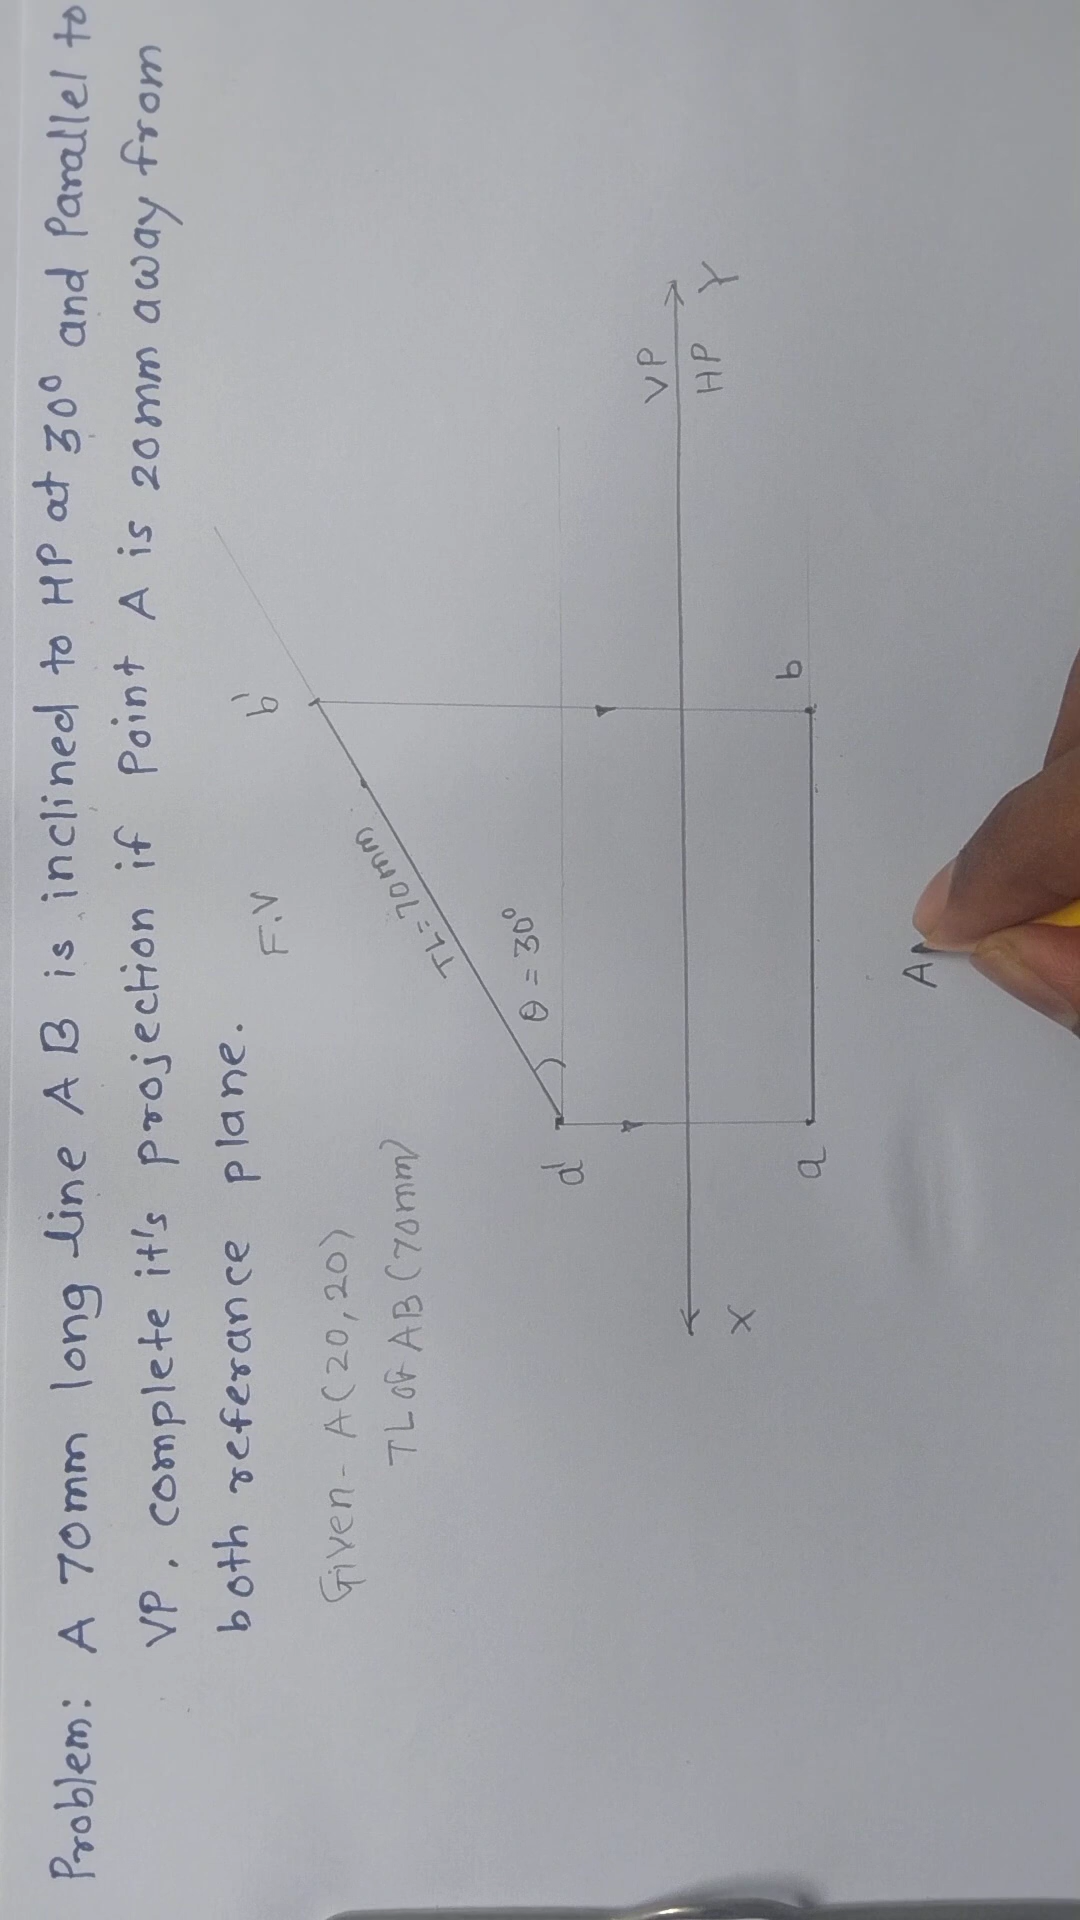 Problem: A 70mm long line AB is inclined to HP at 30° and Parallel to
VP, complete it's projection if Point A is 20mm away from
both referance plane.
Given- A(20,20)
TL of AB (70mm)
F.V
b'
TL=70mm
θ = 30°
a'
VP
HP
X
Y
a
b
A